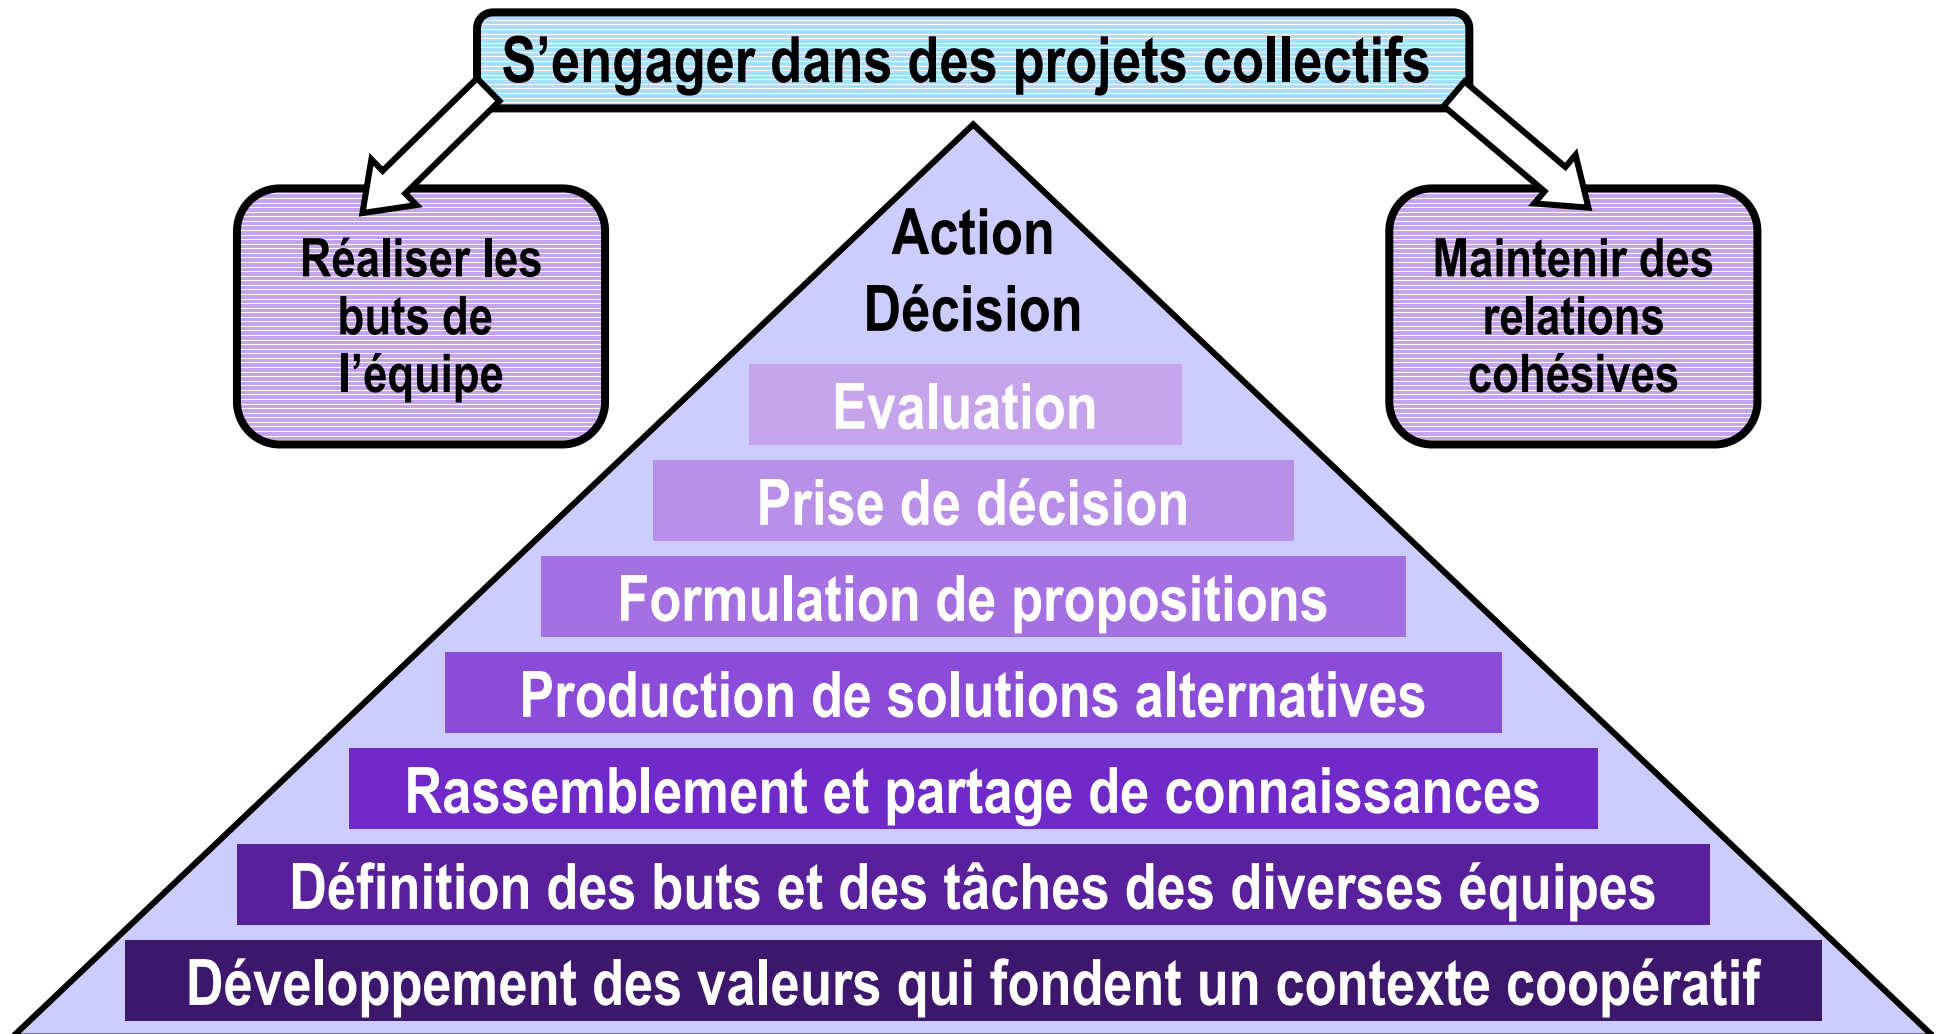 S’engager dans des projets collectifs
Réaliser les
buts de
l’équipe
Maintenir des
relations
cohésives
Action
Décision
Evaluation
Prise de décision
Formulation de propositions
Production de solutions alternatives
Rassemblement et partage de connaissances
Définition des buts et des tâches des diverses équipes
Développement des valeurs qui fondent un contexte coopératif